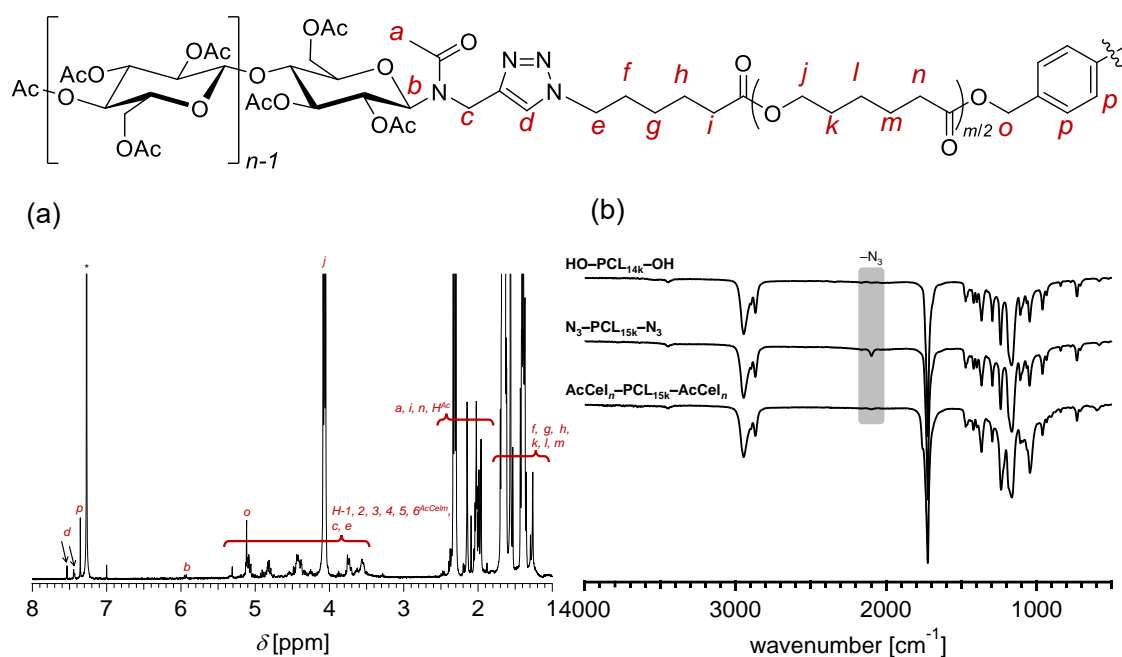 OAc OAc a O
AcO OAc b N N N f h O j l n
Ac O O O O N N O O
AcO OAc c d e g i k m m/2 o p p
OAc OAc
OAc n-1 O
(a) (b)
* j
a, i, n, H^Ac
f, g, h,
k, l, m
p o
H-1, 2, 3, 4, 5, 6^AcCelm,
c, e
d
b
8 7 6 5 4 3 2 1
δ [ppm]
–N₃
HO–PCL₁₄ₖ–OH
N₃–PCL₁₅ₖ–N₃
AcCelₙ–PCL₁₅ₖ–AcCelₙ
4000 3000 2000 1000
wavenumber [cm⁻¹]